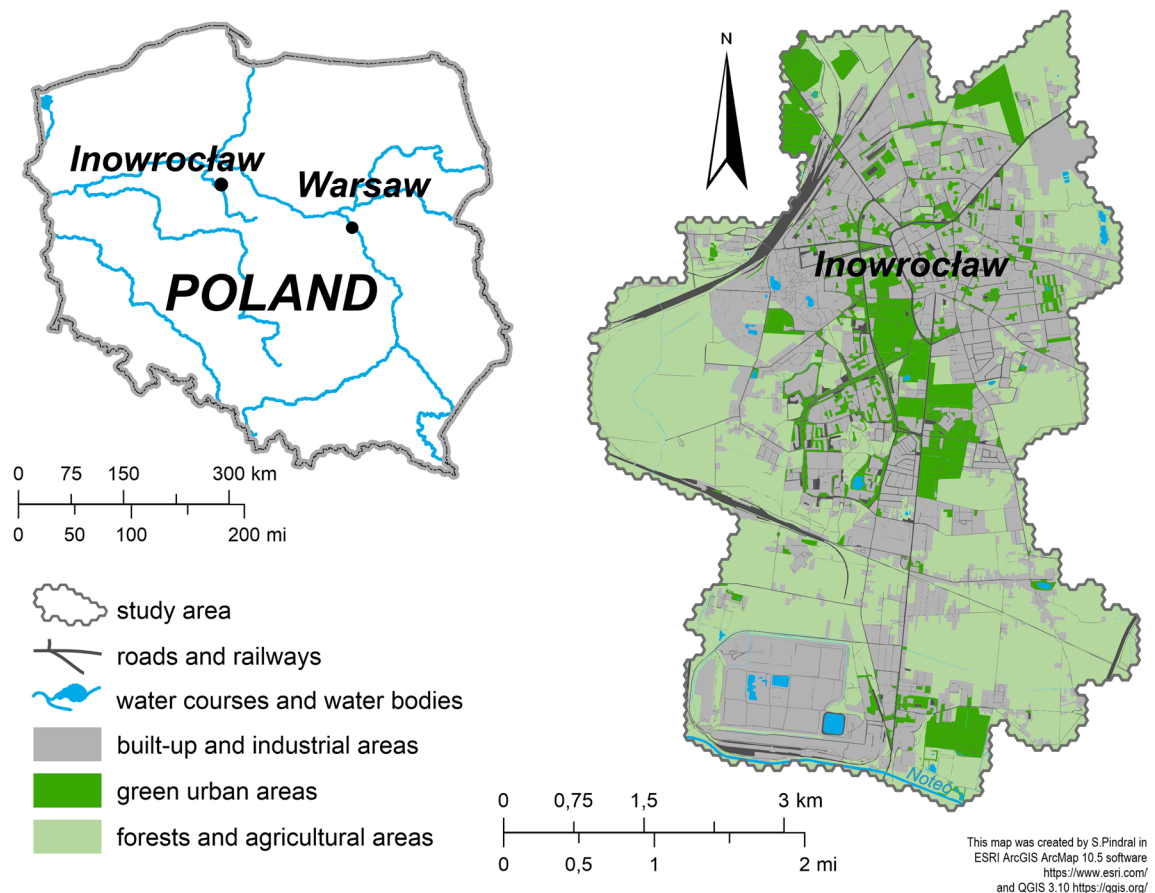 Inowrocław
Warsaw
POLAND
0 75 150 300 km
0 50 100 200 mi
study area
roads and railways
water courses and water bodies
built-up and industrial areas
green urban areas
forests and agricultural areas
N
Inowrocław
Noteć
0 0,75 1,5 3 km
0 0,5 1 2 mi
This map was created by S.Pindral in
ESRI ArcGIS ArcMap 10.5 software
https://www.esri.com/
and QGIS 3.10 https://qgis.org/